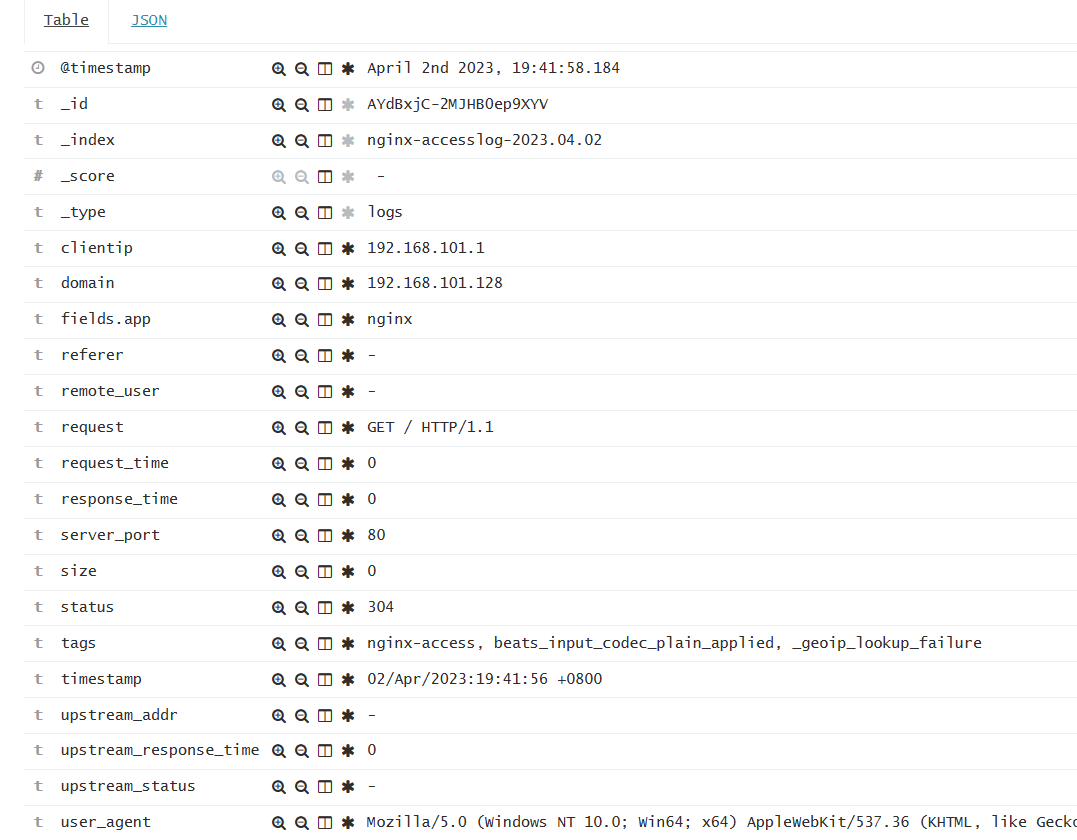 Table JSON
@timestamp April 2nd 2023, 19:41:58.184
t _id AYdBxjC-2MJHBOep9XYV
t _index nginx-accesslog-2023.04.02
# _score -
t _type logs
t clientip 192.168.101.1
t domain 192.168.101.128
t fields.app nginx
t referer -
t remote_user -
t request GET / HTTP/1.1
t request_time 0
t response_time 0
t server_port 80
t size 0
t status 304
t tags nginx-access, beats_input_codec_plain_applied, _geoip_lookup_failure
t timestamp 02/Apr/2023:19:41:56 +0800
t upstream_addr -
t upstream_response_time 0
t upstream_status -
t user_agent Mozilla/5.0 (Windows NT 10.0; Win64; x64) AppleWebKit/537.36 (KHTML, like Gecko